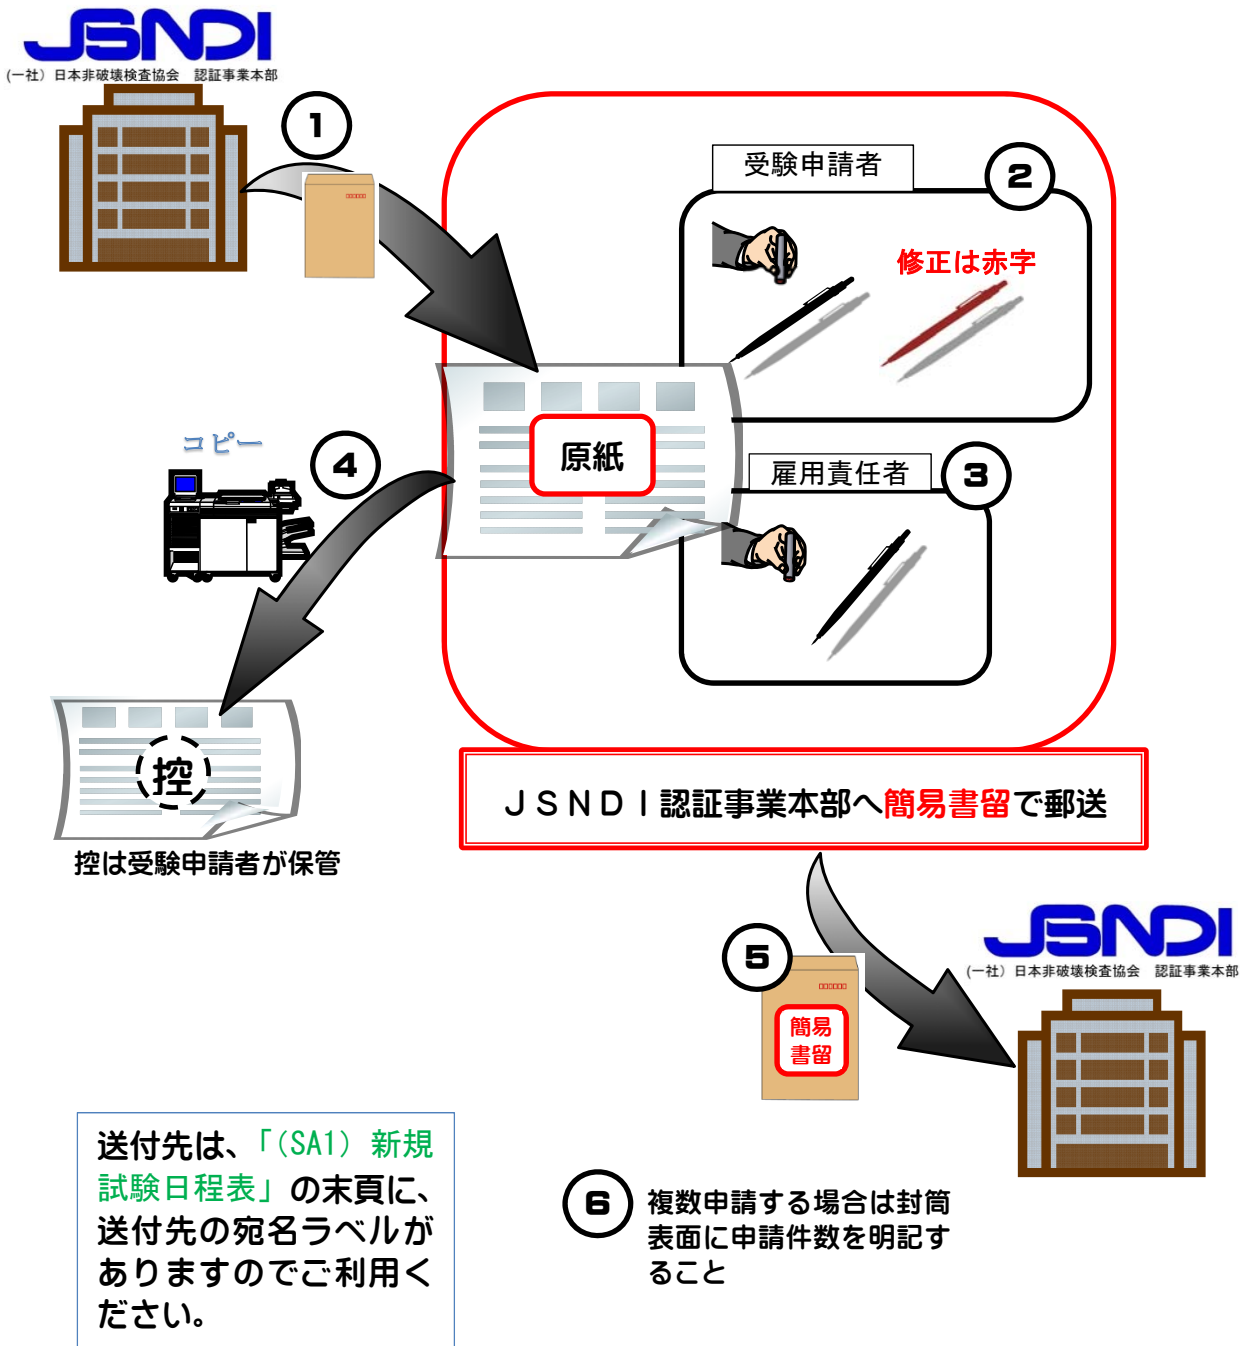 JSNDI
(一社）日本非破壊検査協会　認証事業本部
1
受験申請者
2
修正は赤字
原紙
雇用責任者
3
コピー
4
控
控は受験申請者が保管
ＪＳＮＤＩ認証事業本部へ簡易書留で郵送
5
簡易
書留
JSNDI
(一社）日本非破壊検査協会　認証事業本部
送付先は、「(SA1) 新規
試験日程表」の末頁に、
送付先の宛名ラベルが
ありますのでご利用く
ださい。
6
複数申請する場合は封筒
表面に申請件数を明記す
ること